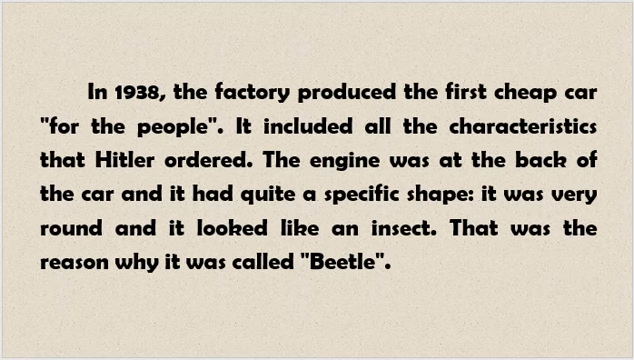 In 1938, the factory produced the first cheap car
"for the people". It included all the characteristics
that Hitler ordered. The engine was at the back of
the car and it had quite a specific shape: it was very
round and it looked like an insect. That was the
reason why it was called "Beetle".